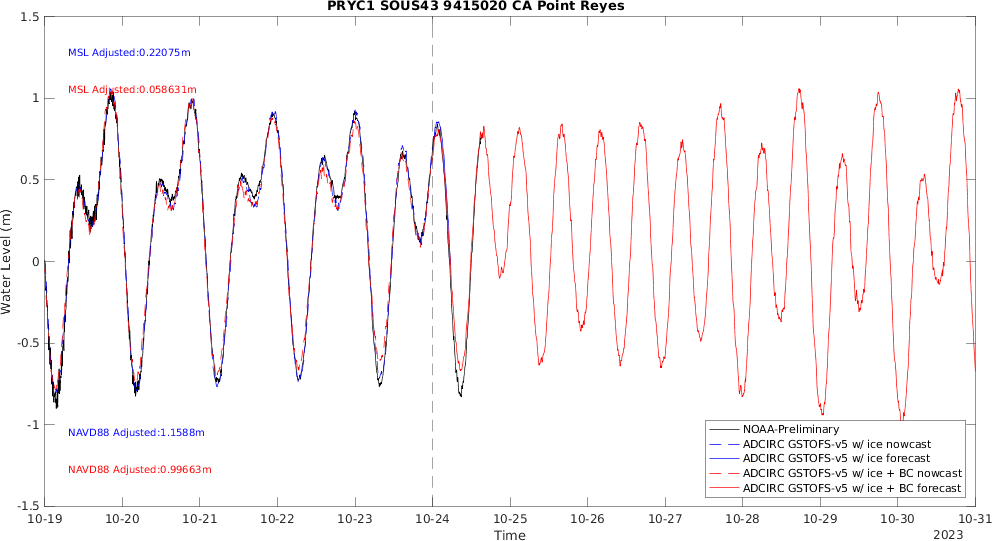 PRYC1 SOUS43 9415020 CA Point Reyes
1.5
1
0.5
0
-0.5
-1
-1.5
Water Level (m)
MSL Adjusted:0.22075m
MSL Adjusted:0.058631m
NAVD88 Adjusted:1.1588m
NAVD88 Adjusted:0.99663m
NOAA-Preliminary
ADCIRC GSTOFS-v5 w/ ice nowcast
ADCIRC GSTOFS-v5 w/ ice forecast
ADCIRC GSTOFS-v5 w/ ice + BC nowcast
ADCIRC GSTOFS-v5 w/ ice + BC forecast
10-19 10-20 10-21 10-22 10-23 10-24 10-25 10-26 10-27 10-28 10-29 10-30 10-31
Time
2023